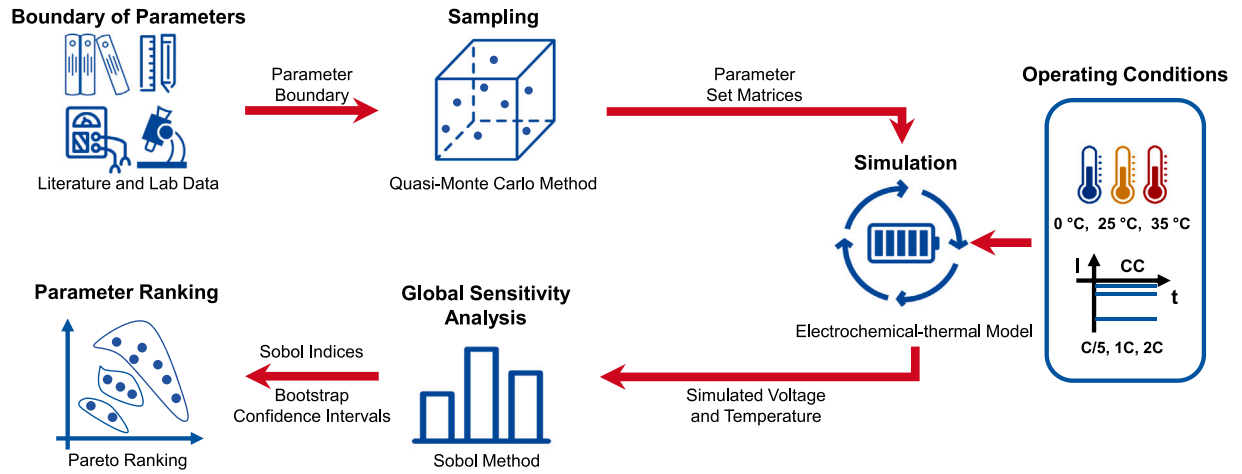 Boundary of Parameters
Literature and Lab Data
Parameter
Boundary
Sampling
Quasi-Monte Carlo Method
Parameter
Set Matrices
Operating Conditions
0 °C, 25 °C, 35 °C
I
CC
t
C/5, 1C, 2C
Simulation
Electrochemical-thermal Model
Simulated Voltage
and Temperature
Global Sensitivity
Analysis
Sobol Method
Sobol Indices
Bootstrap
Confidence Intervals
Parameter Ranking
Pareto Ranking